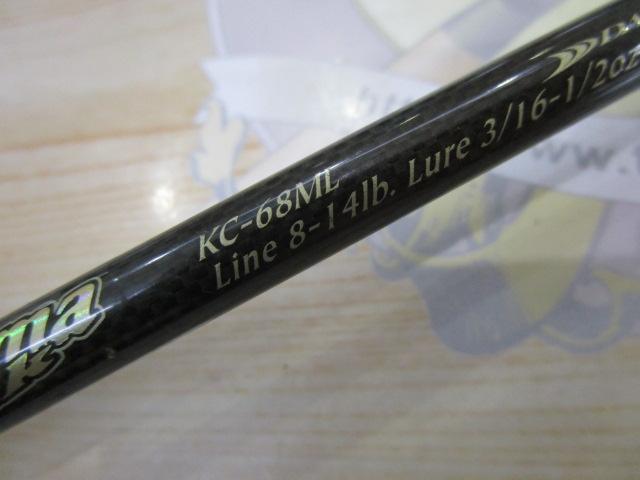 KC-68ML
Line 8-14lb. Lure 3/16-1/2oz